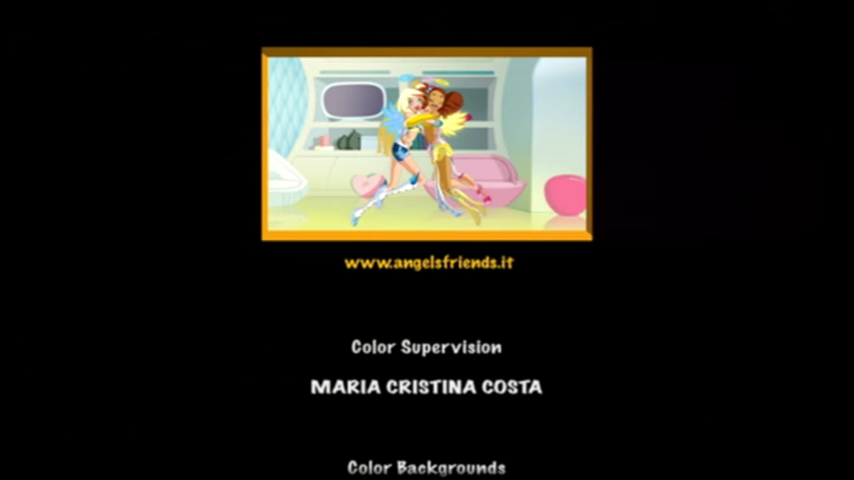 www.angelsfriends.it
Color Supervision
MARIA CRISTINA COSTA
Color Backgrounds